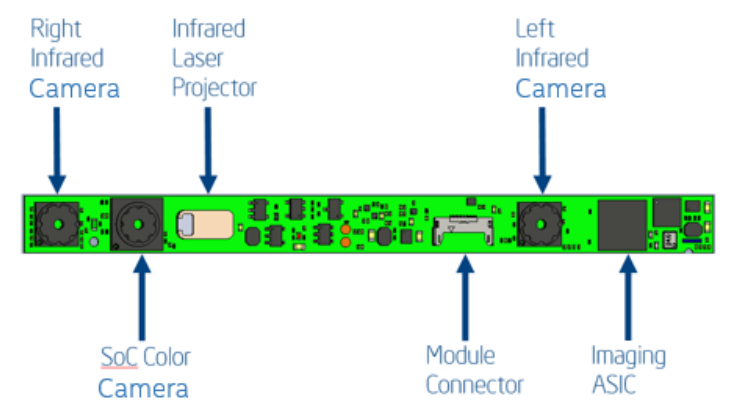 Right
Infrared
Camera
Infrared
Laser
Projector
Left
Infrared
Camera
SoC Color
Camera
Module
Connector
Imaging
ASIC